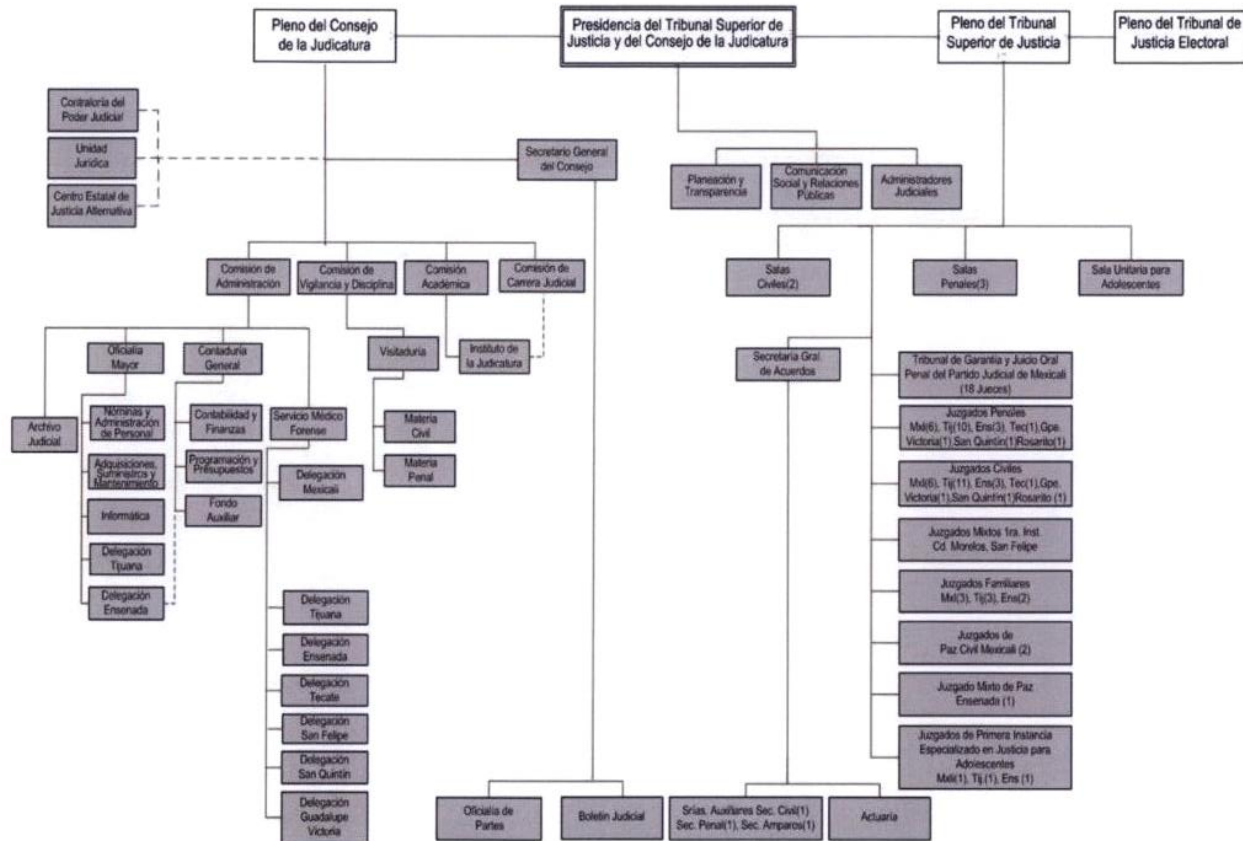 Pleno del Consejo
de la Judicatura
Presidencia del Tribunal Superior de
Justicia y del Consejo de la Judicatura
Pleno del Tribunal
Superior de Justicia
Pleno del Tribunal de
Justicia Electoral
Contraloría del
Poder Judicial
Unidad
Jurídica
Centro Estatal de
Justicia Alternativa
Secretario General
del Consejo
Planeación y
Transparencia
Comunicación
Social y Relaciones
Públicas
Administradores
Judiciales
Comisión de
Administración
Comisión de
Vigilancia y Disciplina
Comisión
Académica
Comisión de
Carrera Judicial
Salas
Civiles(2)
Salas
Penales(3)
Sala Unitaria para
Adolescentes
Oficialía
Mayor
Contaduría
General
Visitaduría
Instituto de
la Judicatura
Secretaria Gral.
de Acuerdos
Archivo
Judicial
Nóminas y
Administración
de Personal
Adquisiciones,
Suministros y
Mantenimiento
Informática
Delegación
Tijuana
Delegación
Ensenada
Contabilidad y
Finanzas
Programación y
Presupuestos
Fondo
Auxiliar
Servicio Médico
Forense
Delegación
Mexicali
Delegación
Tijuana
Delegación
Ensenada
Delegación
Tecate
Delegación
San Felipe
Delegación
San Quintín
Delegación
Guadalupe
Victoria
Materia
Civil
Materia
Penal
Tribunal de Garantía y Juicio Oral
Penal del Partido Judicial de Mexicali
(18 Jueces)
Juzgados Penales
Mxl(6), Tij(10), Ens(3), Tec(1),Gpe.
Victoria(1),San Quintín(1)Rosarito(1)
Juzgados Civiles
Mxl(6), Tij(11), Ens(3), Tec(1),Gpe.
Victoria(1),San Quintín(1)Rosarito (1)
Juzgados Mixtos 1ra. Inst.
Cd. Morelos, San Felipe
Juzgados Familiares
Mxl(3), Tij(3), Ens(2)
Juzgados de
Paz Civil Mexicali (2)
Juzgado Mixto de Paz
Ensenada (1)
Juzgados de Primera Instancia
Especializado en Justicia para
Adolescentes
Mxli(1), Tij.(1), Ens (1)
Oficialía de
Partes
Boletín Judicial
Srías. Auxiliares Sec. Civil(1)
Sec. Penal(1), Sec. Amparos(1)
Actuaría